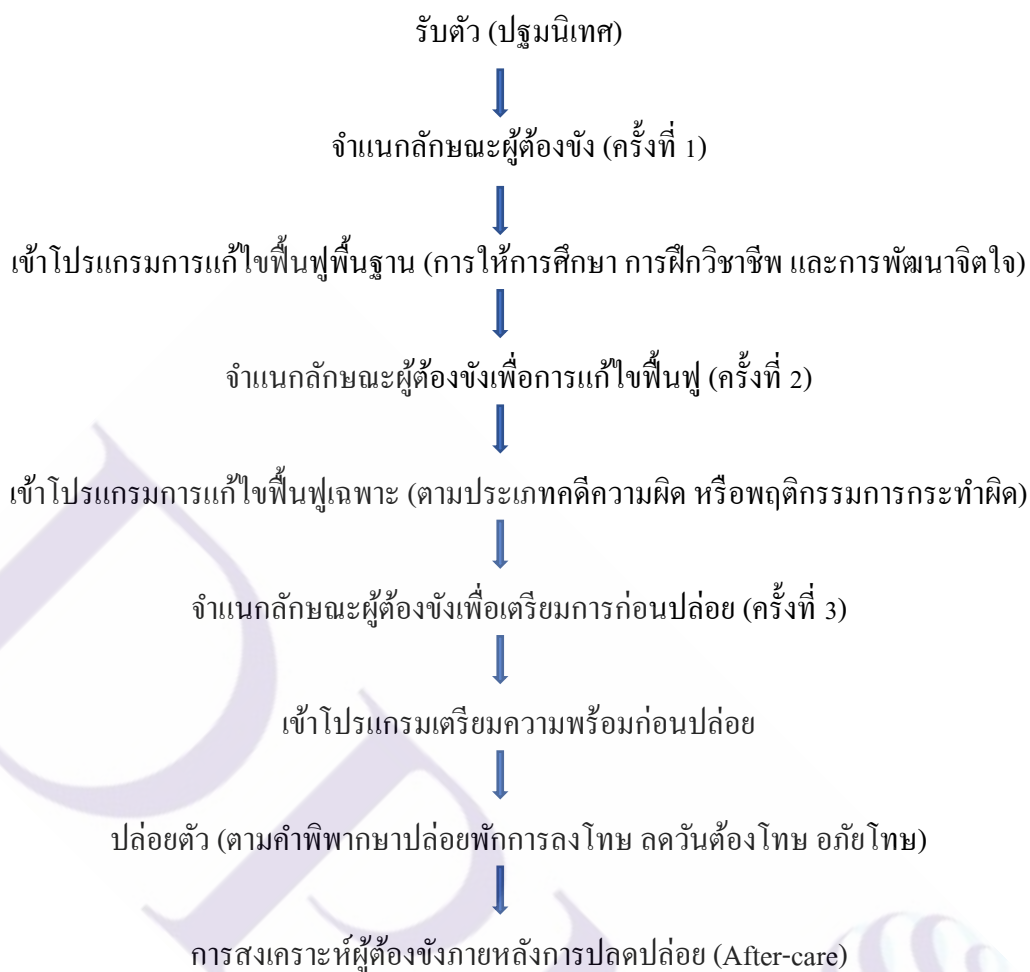 รับตัว (ปฐมนิเทศ)
จำแนกลักษณะผู้ต้องขัง (ครั้งที่ 1)
เข้าโปรแกรมการแก้ไขฟื้นฟูพื้นฐาน (การให้การศึกษา การฝึกวิชาชีพ และการพัฒนาจิตใจ)
จำแนกลักษณะผู้ต้องขังเพื่อการแก้ไขฟื้นฟู (ครั้งที่ 2)
เข้าโปรแกรมการแก้ไขฟื้นฟูเฉพาะ (ตามประเภทคดีความผิด หรือพฤติกรรมการกระทำผิด)
จำแนกลักษณะผู้ต้องขังเพื่อเตรียมการก่อนปล่อย (ครั้งที่ 3)
เข้าโปรแกรมเตรียมความพร้อมก่อนปล่อย
ปล่อยตัว (ตามคำพิพากษาปล่อยพักการลงโทษ ลดวันต้องโทษ อภัยโทษ)
การสงเคราะห์ผู้ต้องขังภายหลังการปลดปล่อย (After-care)